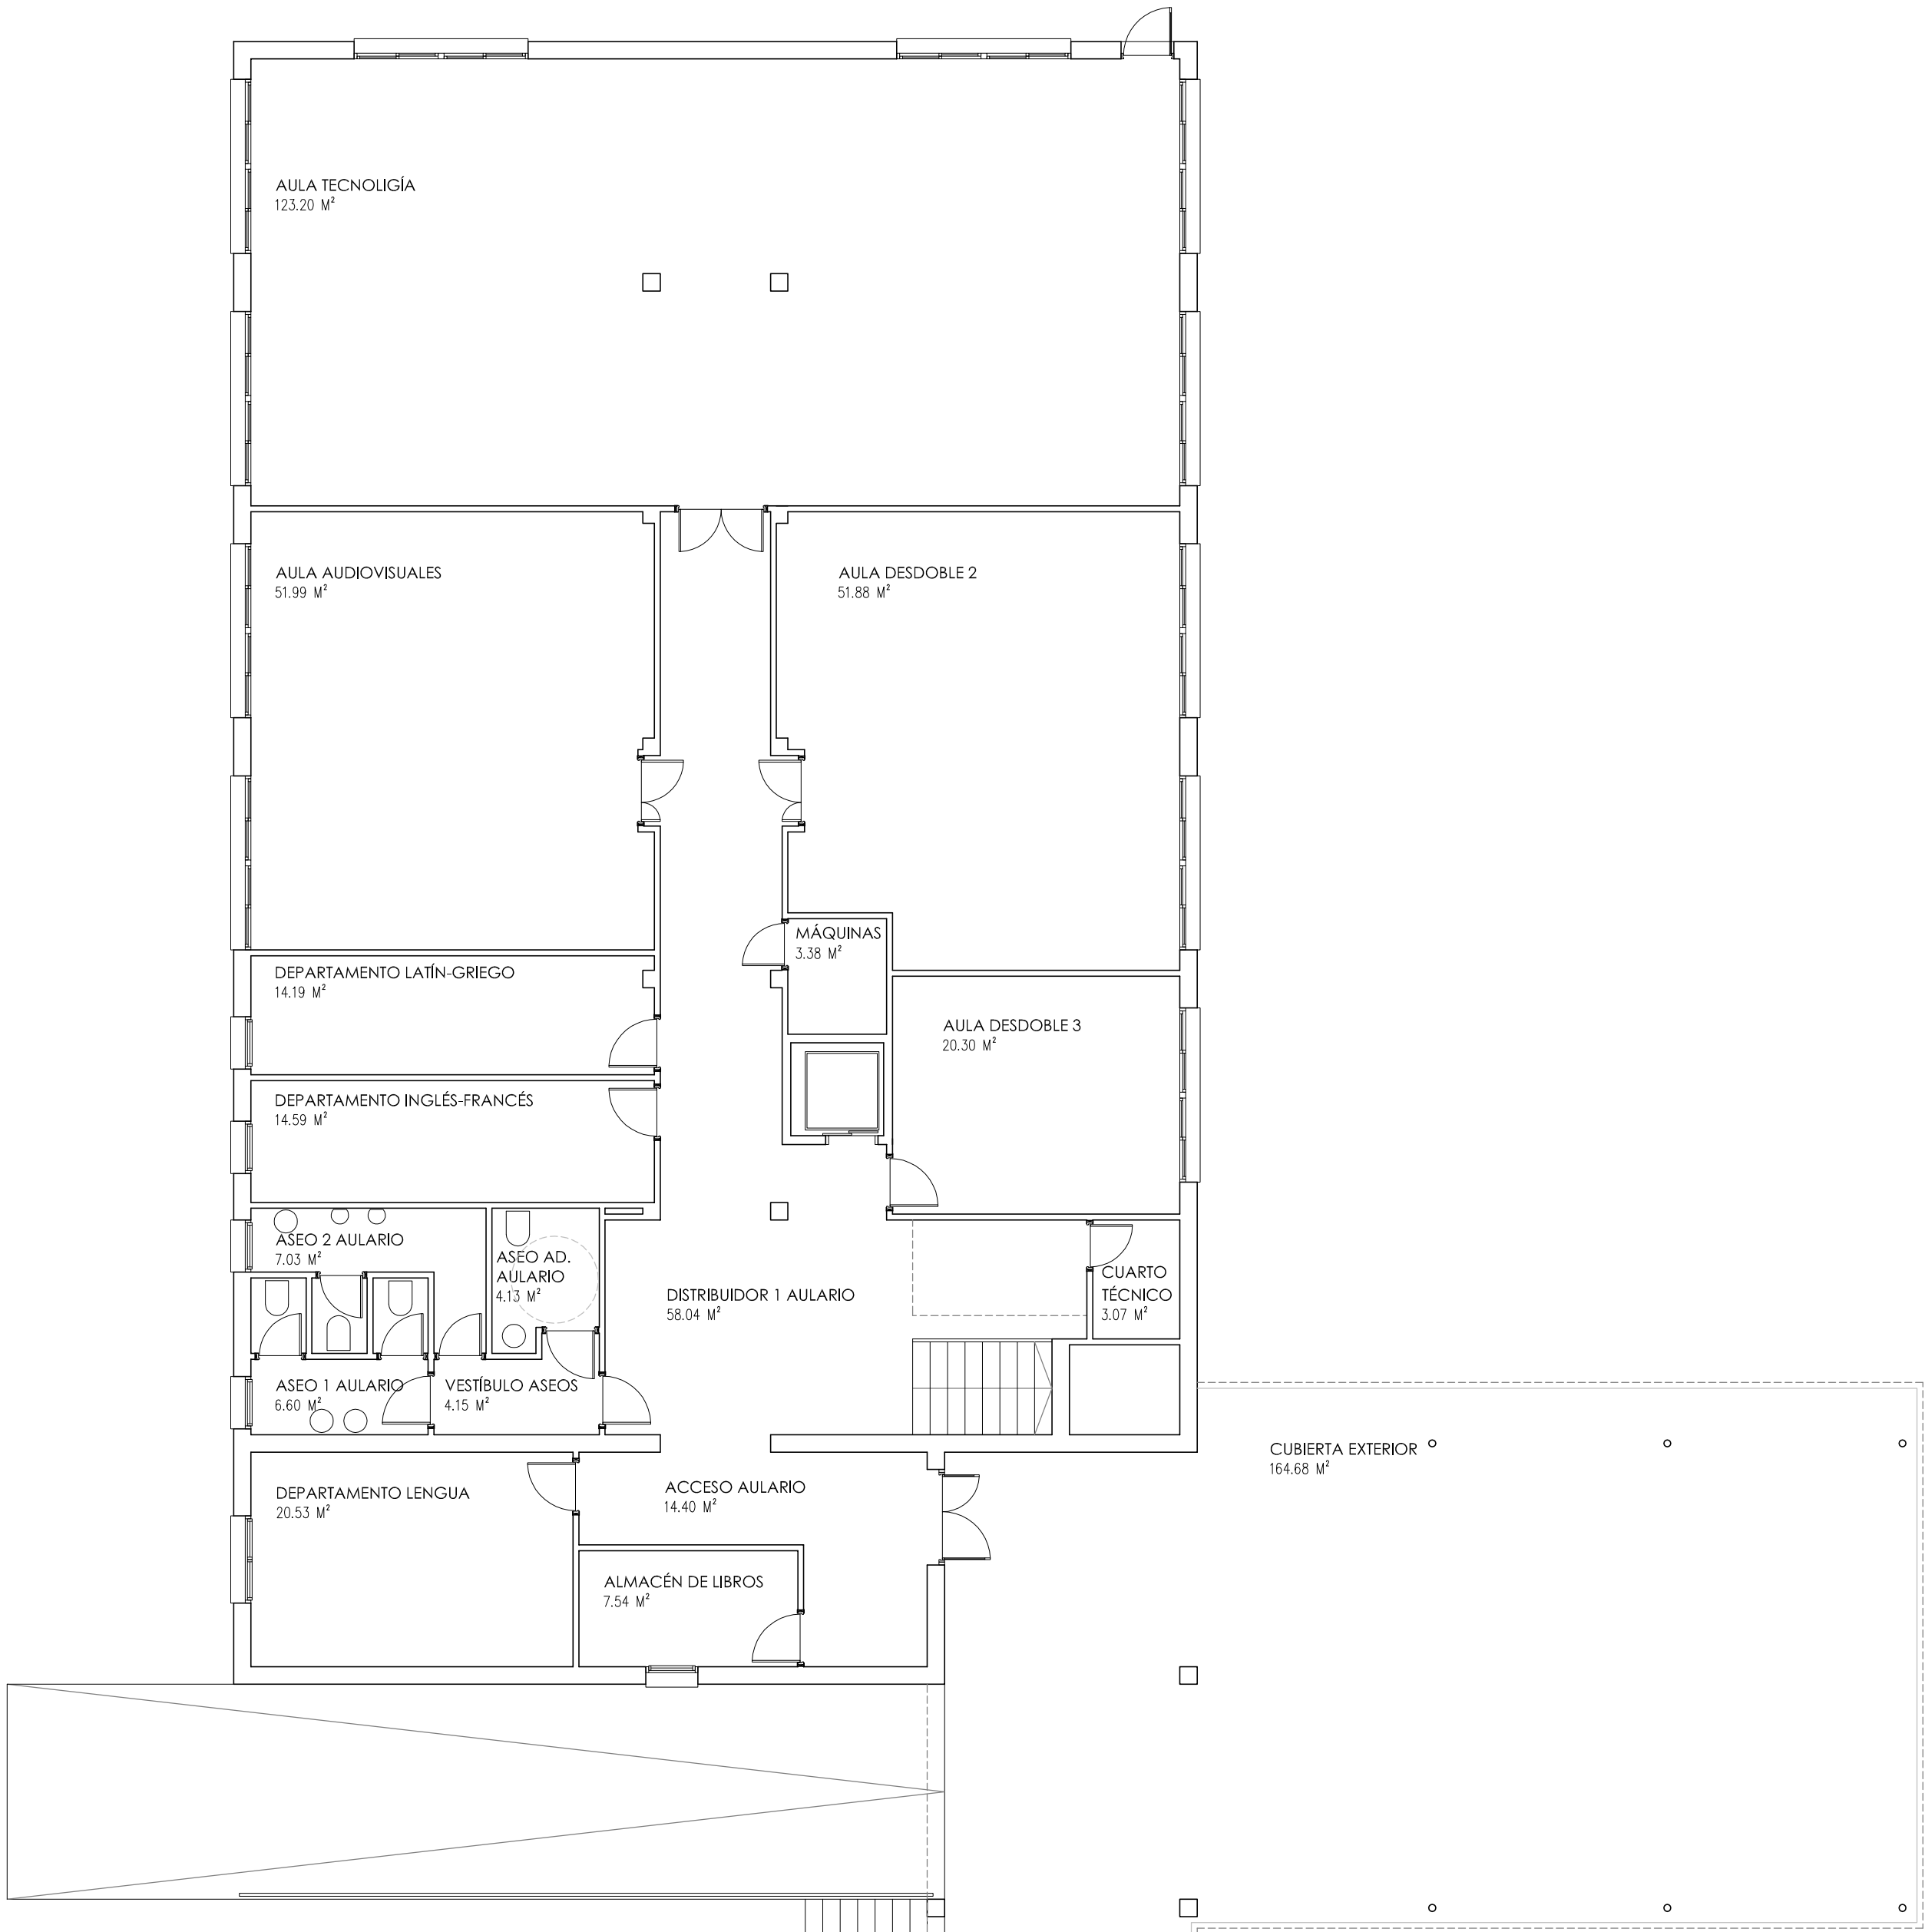 AULA TECNOLIGÍA
123.20 M²
AULA AUDIOVISUALES
51.99 M²
AULA DESDOBLE 2
51.88 M²
MÁQUINAS
3.38 M²
DEPARTAMENTO LATÍN-GRIEGO
14.19 M²
AULA DESDOBLE 3
20.30 M²
DEPARTAMENTO INGLÉS-FRANCÉS
14.59 M²
ASEO 2 AULARIO
7.03 M²
ASEO AD.
AULARIO
4.13 M²
DISTRIBUIDOR 1 AULARIO
58.04 M²
CUARTO
TÉCNICO
3.07 M²
ASEO 1 AULARIO
6.60 M²
VESTÍBULO ASEOS
4.15 M²
CUBIERTA EXTERIOR
164.68 M²
DEPARTAMENTO LENGUA
20.53 M²
ACCESO AULARIO
14.40 M²
ALMACÉN DE LIBROS
7.54 M²